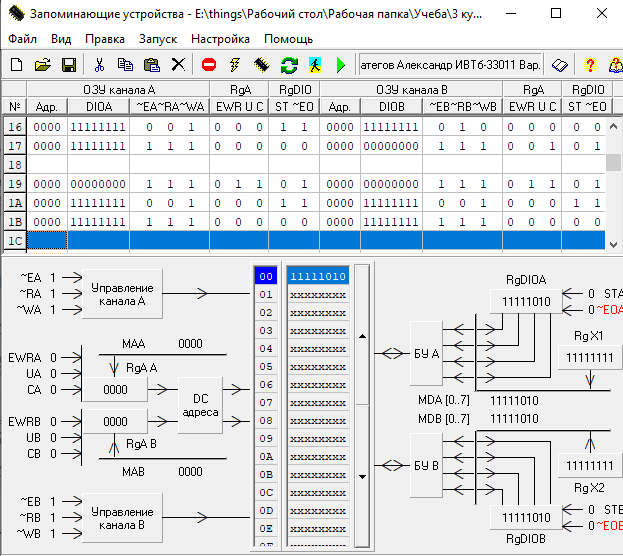 Запоминающие устройства - E:\things\Рабочий стол\Рабочая папка\Учеба\3 ку...
Файл Вид Правка Запуск Настройка Помощь
атегов Александр ИВТб-33011 Вар.
ОЗУ канала A RgA RgDIO ОЗУ канала B RgA RgDIO
№ Адр. DIOA ~EA~RA~WA EWR U C ST ~EO Адр. DIOB ~EB~RB~WB EWR U C ST ~EO
16 0000 11111111 0 0 1 0 0 0 1 1 0000 11111111 0 1 0 0 0 0 1 0
17 0000 11111111 1 1 1 0 0 0 0 1 0000 00000000 1 1 1 0 0 0 0 1
18
19 0000 00000000 1 1 1 0 1 1 0 1 0000 00000000 1 1 1 0 1 1 0 1
1A 0000 11111111 0 0 1 0 0 0 1 1 0000 11111111 0 0 1 0 0 0 1 1
1B 0000 11111111 1 1 1 0 0 0 0 0 0000 11111111 1 1 1 0 0 0 0 0
1C
~EA 1
~RA 1
~WA 1
Управление
канала A
MAA 0000
EWRA 0
UA 0
CA 0
RgA A
0000
DC
адреса
EWRB 0
UB 0
CB 0
0000
RgA B
MAB 0000
~EB 1
~RB 1
~WB 1
Управление
канала B
00 11111010
01 xxxxxxxx
02 xxxxxxxx
03 xxxxxxxx
04 xxxxxxxx
05 xxxxxxxx
06 xxxxxxxx
07 xxxxxxxx
08 xxxxxxxx
09 xxxxxxxx
0A xxxxxxxx
0B xxxxxxxx
0C xxxxxxxx
0D xxxxxxxx
0E xxxxxxxx
RgDIOA
11111010
0 STA
0 ~EOA
БУ A
Rg X1
11111111
MDA [0..7] 11111010
MDB [0..7] 11111010
БУ B
11111111
Rg X2
11111010
RgDIOB
0 STB
0 ~EOB